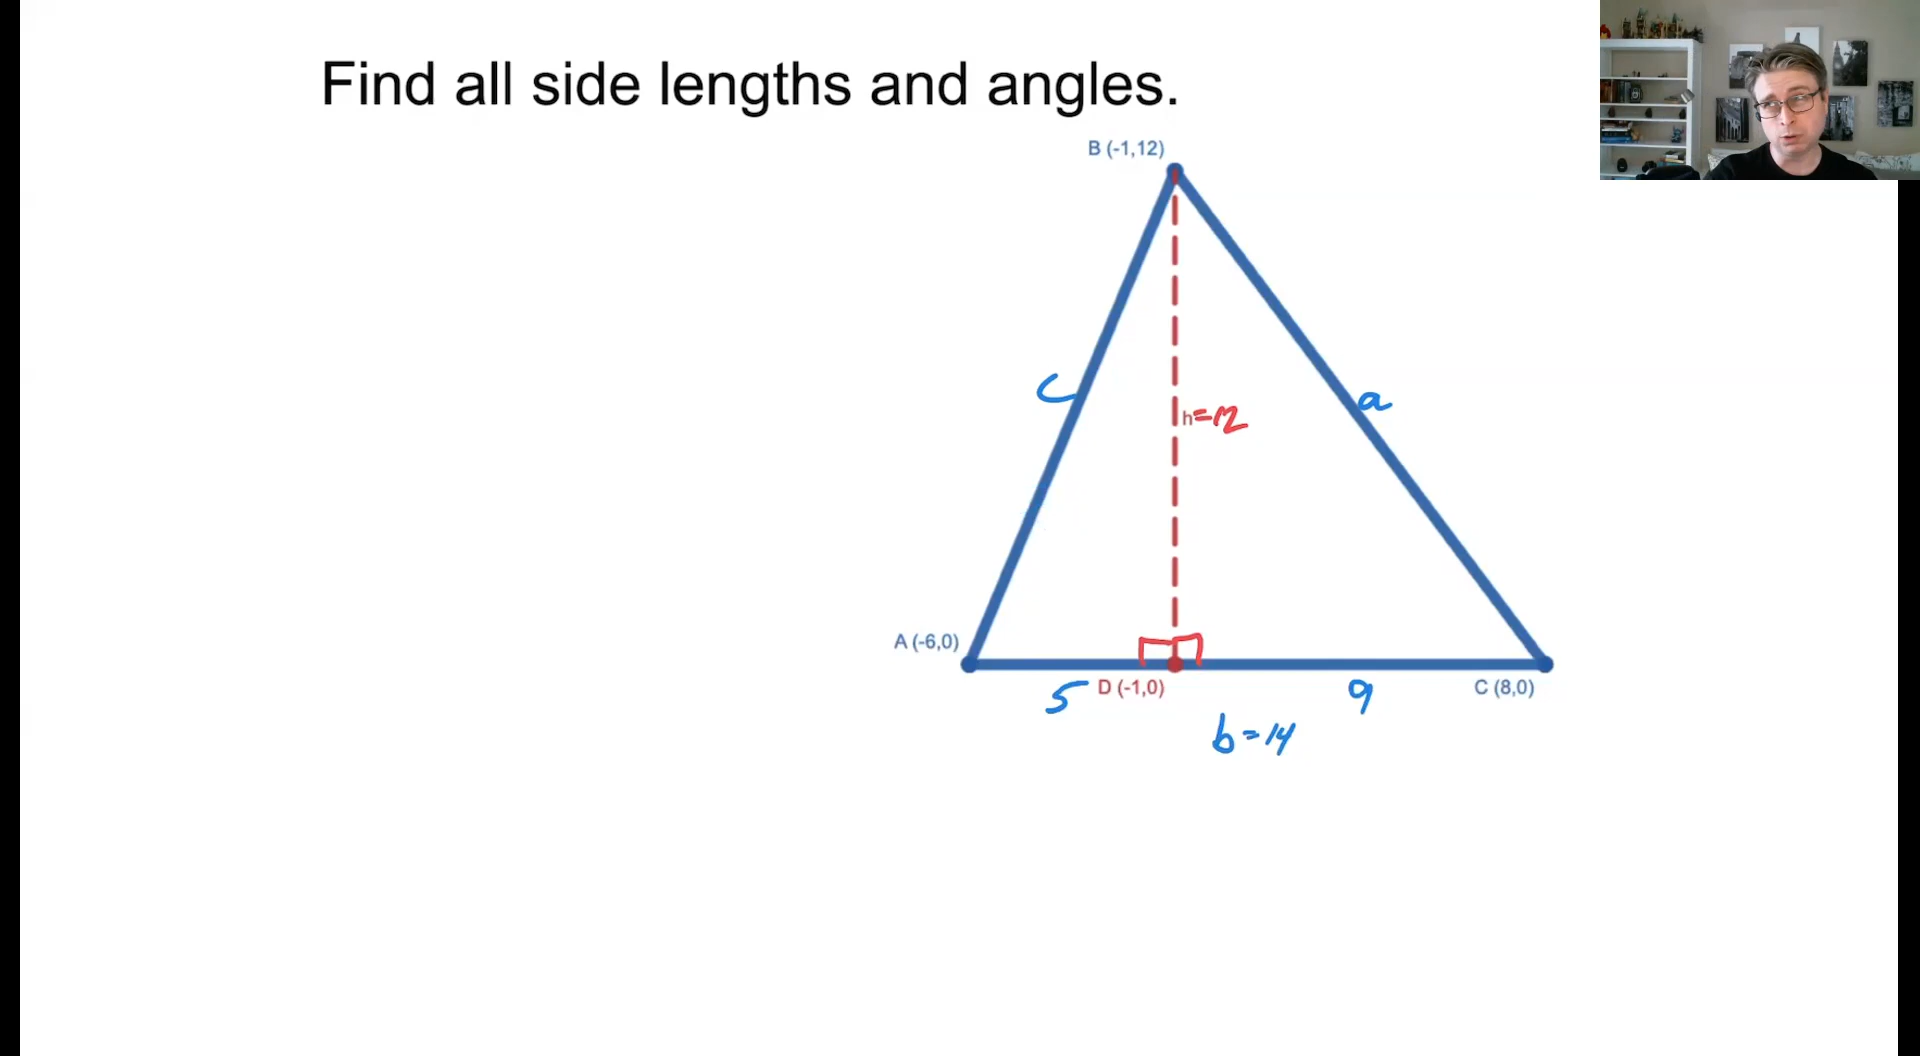 Find all side lengths and angles.
B (-1,12)
c
a
h=12
A (-6,0)
5
D (-1,0)
9
C (8,0)
b=14